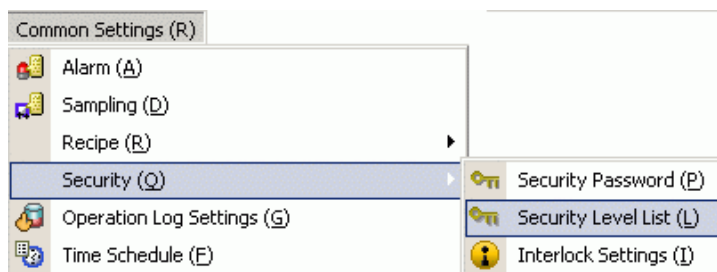 Common Settings (R)
Alarm (A)
Sampling (D)
Recipe (R)
Security (Q)
Security Password (P)
Operation Log Settings (G)
Security Level List (L)
Time Schedule (F)
Interlock Settings (I)